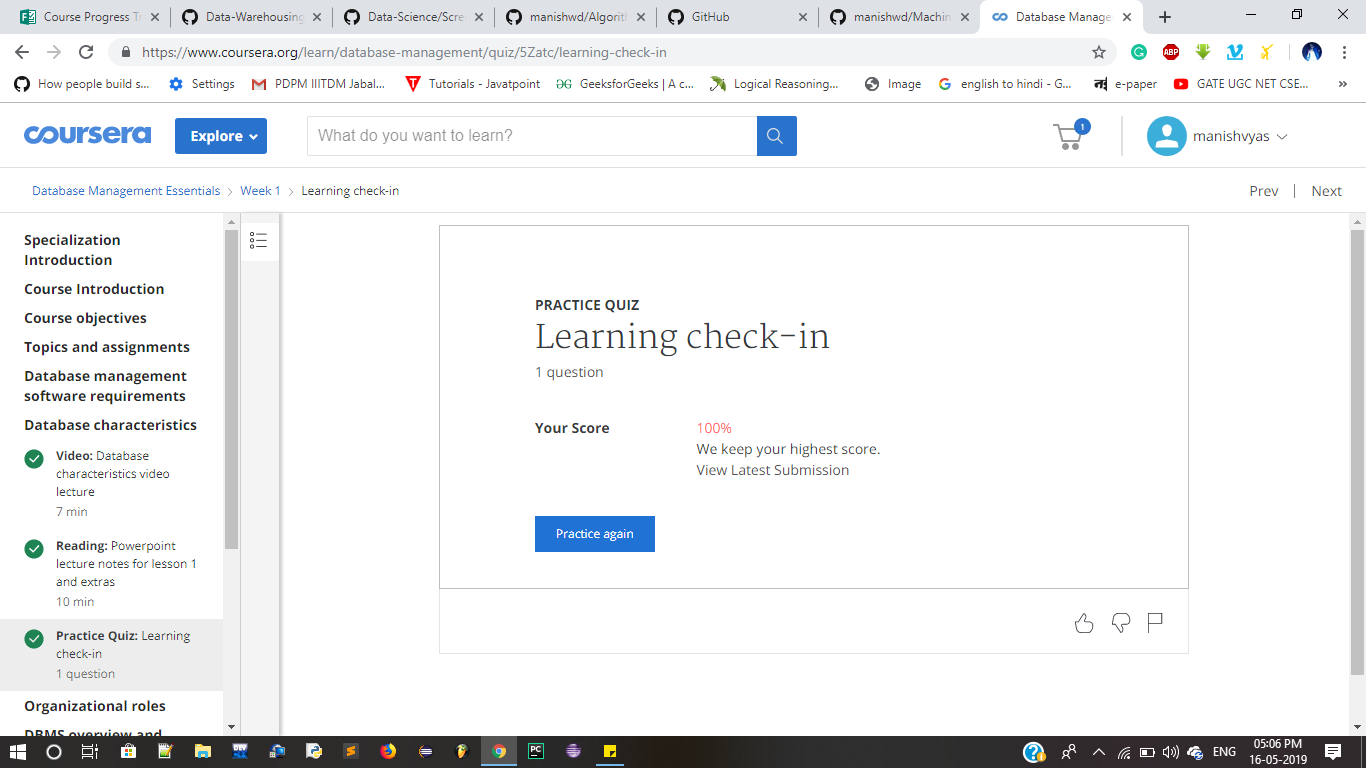 Course Progress Tr
Data-Warehousing
Data-Science/Scre
manishwd/Algorith
GitHub
manishwd/Machin
Database Manage
https://www.coursera.org/learn/database-management/quiz/5Zatc/learning-check-in
ABP
How people build s...
Settings
PDPM IIITDM Jabal...
Tutorials - Javatpoint
GeeksforGeeks | A c...
Logical Reasoning...
Image
english to hindi - G...
e-paper
GATE UGC NET CSE...
»
coursera
Explore
What do you want to learn?
1
manishvyas
Database Management Essentials > Week 1 > Learning check-in
Prev | Next
Specialization
Introduction
Course Introduction
Course objectives
Topics and assignments
Database management
software requirements
Database characteristics
Video: Database
characteristics video
lecture
7 min
Reading: Powerpoint
lecture notes for lesson 1
and extras
10 min
Practice Quiz: Learning
check-in
1 question
Organizational roles
DBMS overview and
PRACTICE QUIZ
Learning check-in
1 question
Your Score
100%
We keep your highest score.
View Latest Submission
Practice again
PC
ENG
05:06 PM
16-05-2019